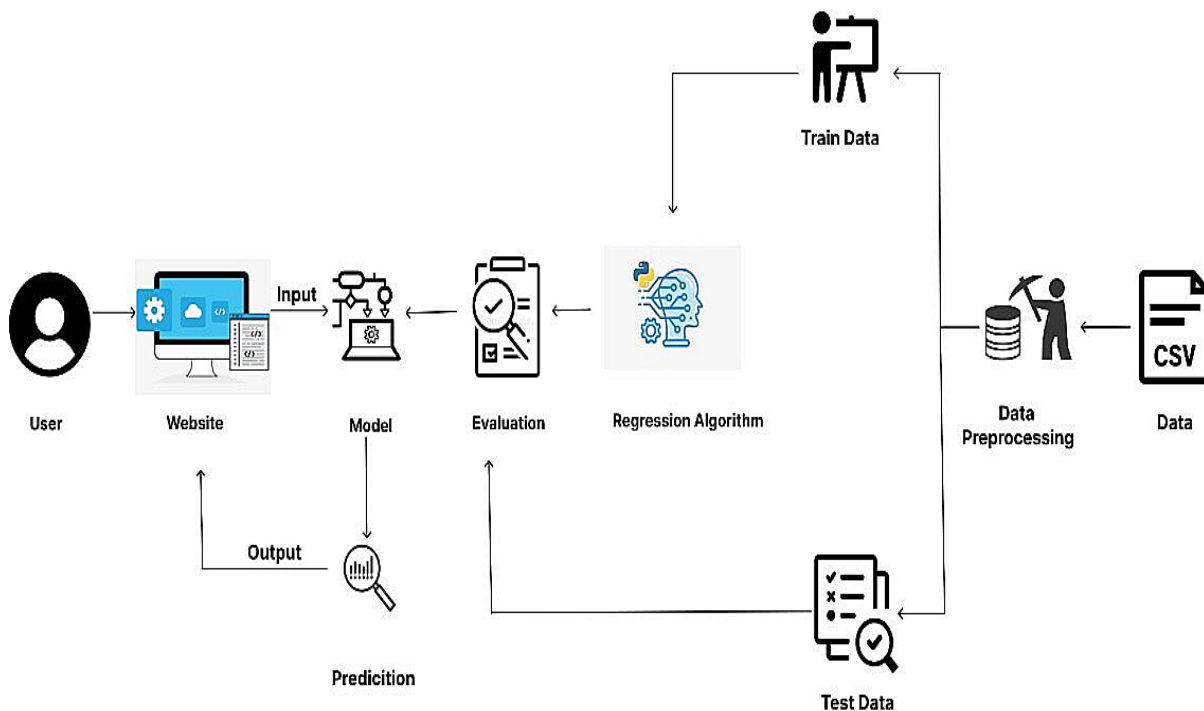 Train Data
Input
CSV
User
Website
Model
Evaluation
Regression Algorithm
Data
Preprocessing
Data
Output
Predicition
Test Data